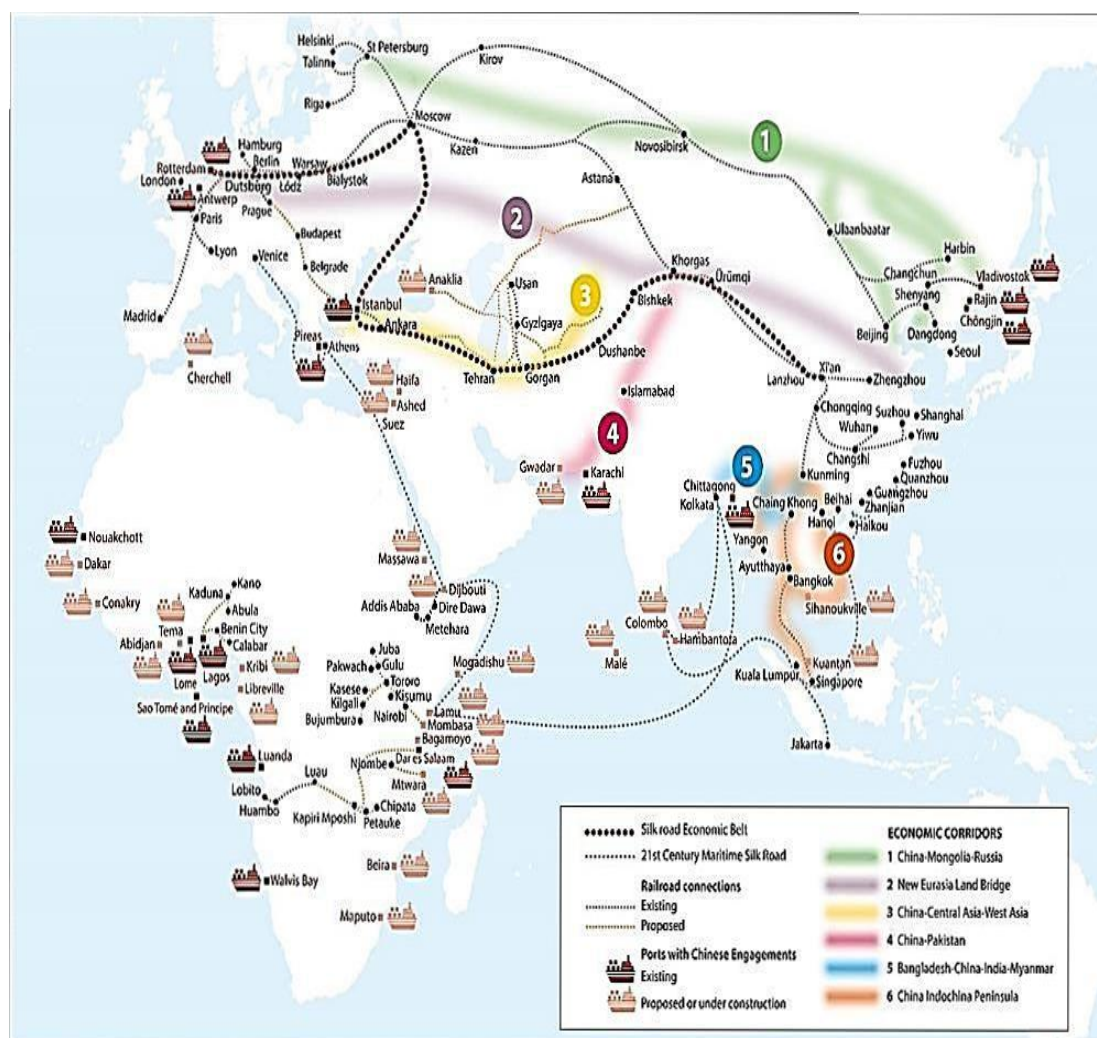 Helsinki
St Petersburg
Talinn
Kirov
Riga
Moscow
1
Hamburg
Kazen
Novosibirsk
Rotterdam
Berlin
Warsaw
London
Dutsburg
Łódź
Bialystok
Astana
Antwerp
Prague
2
Paris
Ulaanbaatar
Budapest
Harbin
Lyon
Venice
Khorgas
Ürümqi
Changchun
Vladivostok
Belgrade
Anaklia
Usan
3
Shenyang
Rajin
Istanbul
Bishkek
Madrid
Ankara
Gyzlgaya
Beijing
Dangdong
Chŏngjin
Pireas
Athens
Dushanbe
Seoul
Cherchell
Tehran
Gorgan
Lanzhou
Xi'an
Zhengzhou
Haifa
Islamabad
Ashed
Chongqing
Suzhou
Shanghal
Suez
4
Wuhan
Yiwu
5
Changshi
Gwadar
Karachi
Kunming
Fuzhou
Chittagong
Quanzhou
Kolkata
Chaing Khong
Beihai
Guangzhou
Zhanjian
Hanoi
Haikou
Nouakchott
Yangon
6
Massawa
Dakar
Ayutthaya
Kano
Djibouti
Bangkok
Kaduna
Conakry
Abula
Addis Ababa
Dire Dawa
Sihanoukville
Benin City
Metehara
Colombo
Tema
Hambantota
Abidjan
Calabar
Juba
Malé
Lagos
Kribi
Pakwach
Gulu
Mogadishu
Kuantan
Lome
Tororo
Kuala Lumpur
Libreville
Kasese
Kisumu
Singapore
Sao Tomé and Principe
Kilgali
Lamu
Bujumbura
Nairobi
Mombasa
Bagamoyo
Jakarta
Luanda
Njombe
Dar es Salaam
Luau
Mtwara
Lobito
Chipata
Huambo
Kapiri Mposhi
Petauke
Beira
Walvis Bay
Maputo
Silk road Economic Belt
21st Century Maritime Silk Road
Railroad connections
Existing
Proposed
Ports with Chinese Engagements
Existing
Proposed or under construction
ECONOMIC CORRIDORS
1 China-Mongolia-Russia
2 New Eurasia Land Bridge
3 China-Central Asia-West Asia
4 China-Pakistan
5 Bangladesh-China-India-Myanmar
6 China Indochina Peninsula